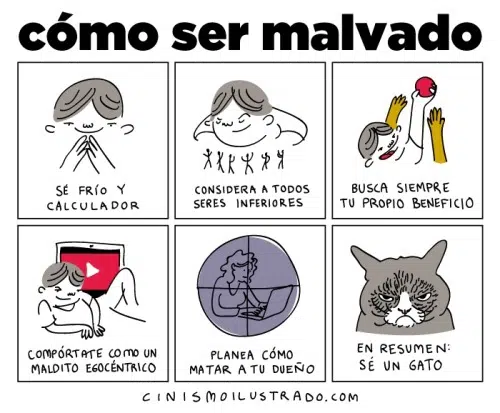 cómo ser malvado
SÉ FRÍO Y
CALCULADOR
CONSIDERA A TODOS
SERES INFERIORES
BUSCA SIEMPRE
TU PROPIO BENEFICIO
COMPÓRTATE COMO UN
MALDITO EGOCÉNTRICO
PLANEA CÓMO
MATAR A TU DUEÑO
EN RESUMEN:
SÉ UN GATO
CINISMOILUSTRADO.COM